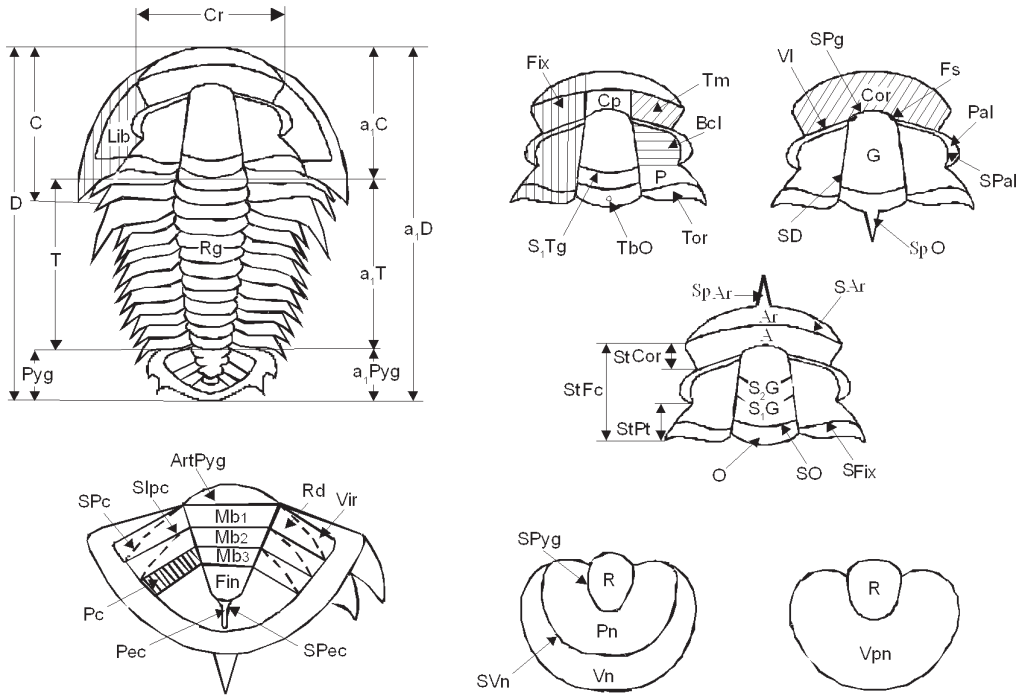 Cr
C
Lib
a₁C
D
Rg
a₁D
T
a₁T
Pyg
a₁Pyg
Fix
Cp
Tm
Bcl
P
S₁Tg
TbO
Tor
SPg
Vl
Cor
Fs
Pal
G
SPal
SD
SpO
SpAr
SAr
Ar
A
StCor
StFc
S₂G
S₁G
StPt
O
SO
SFix
ArtPyg
SPc
SIpc
Rd
Vir
Mb1
Mb2
Mb3
Fin
Pc
Pec
SPec
SPyg
R
Pn
SVn
Vn
R
Vpn